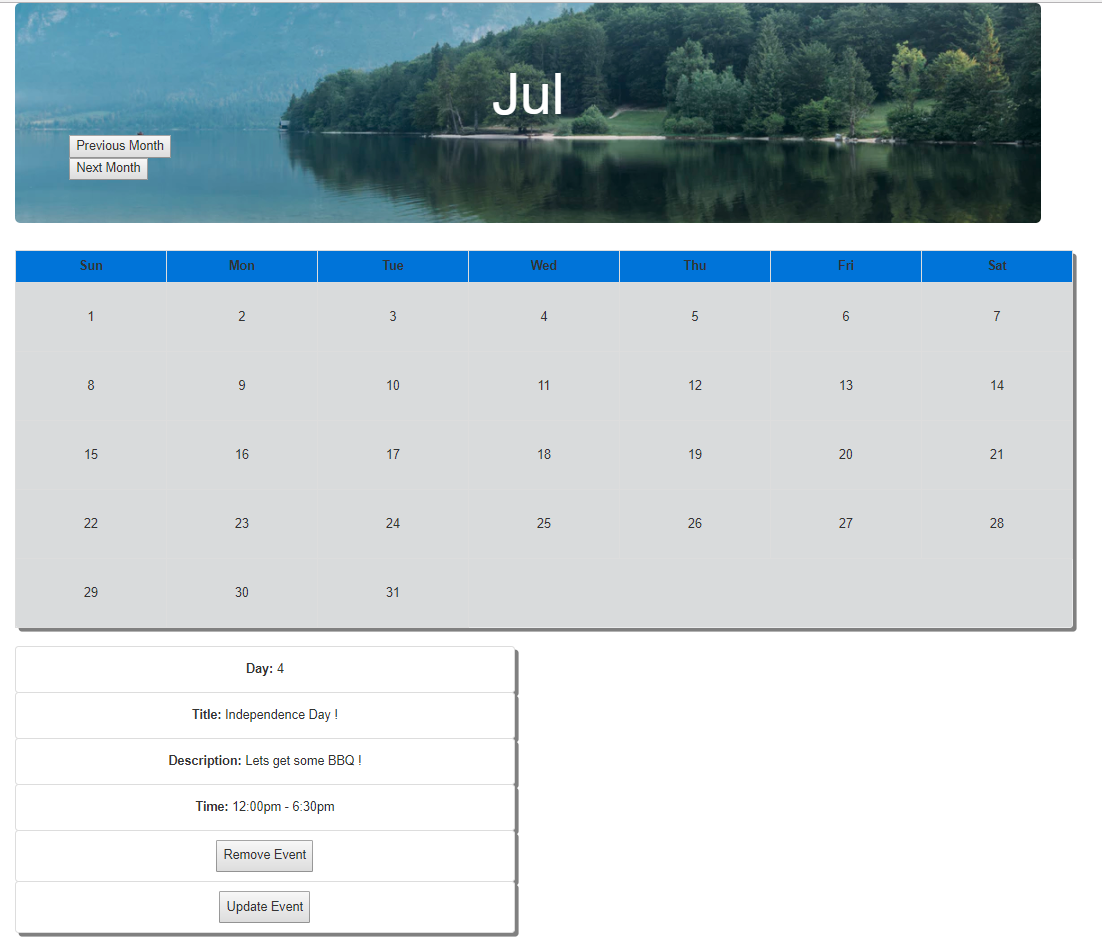 Jul
Previous Month
Next Month
Sun Mon Tue Wed Thu Fri Sat
1 2 3 4 5 6 7
8 9 10 11 12 13 14
15 16 17 18 19 20 21
22 23 24 25 26 27 28
29 30 31
Day: 4
Title: Independence Day !
Description: Lets get some BBQ !
Time: 12:00pm - 6:30pm
Remove Event
Update Event